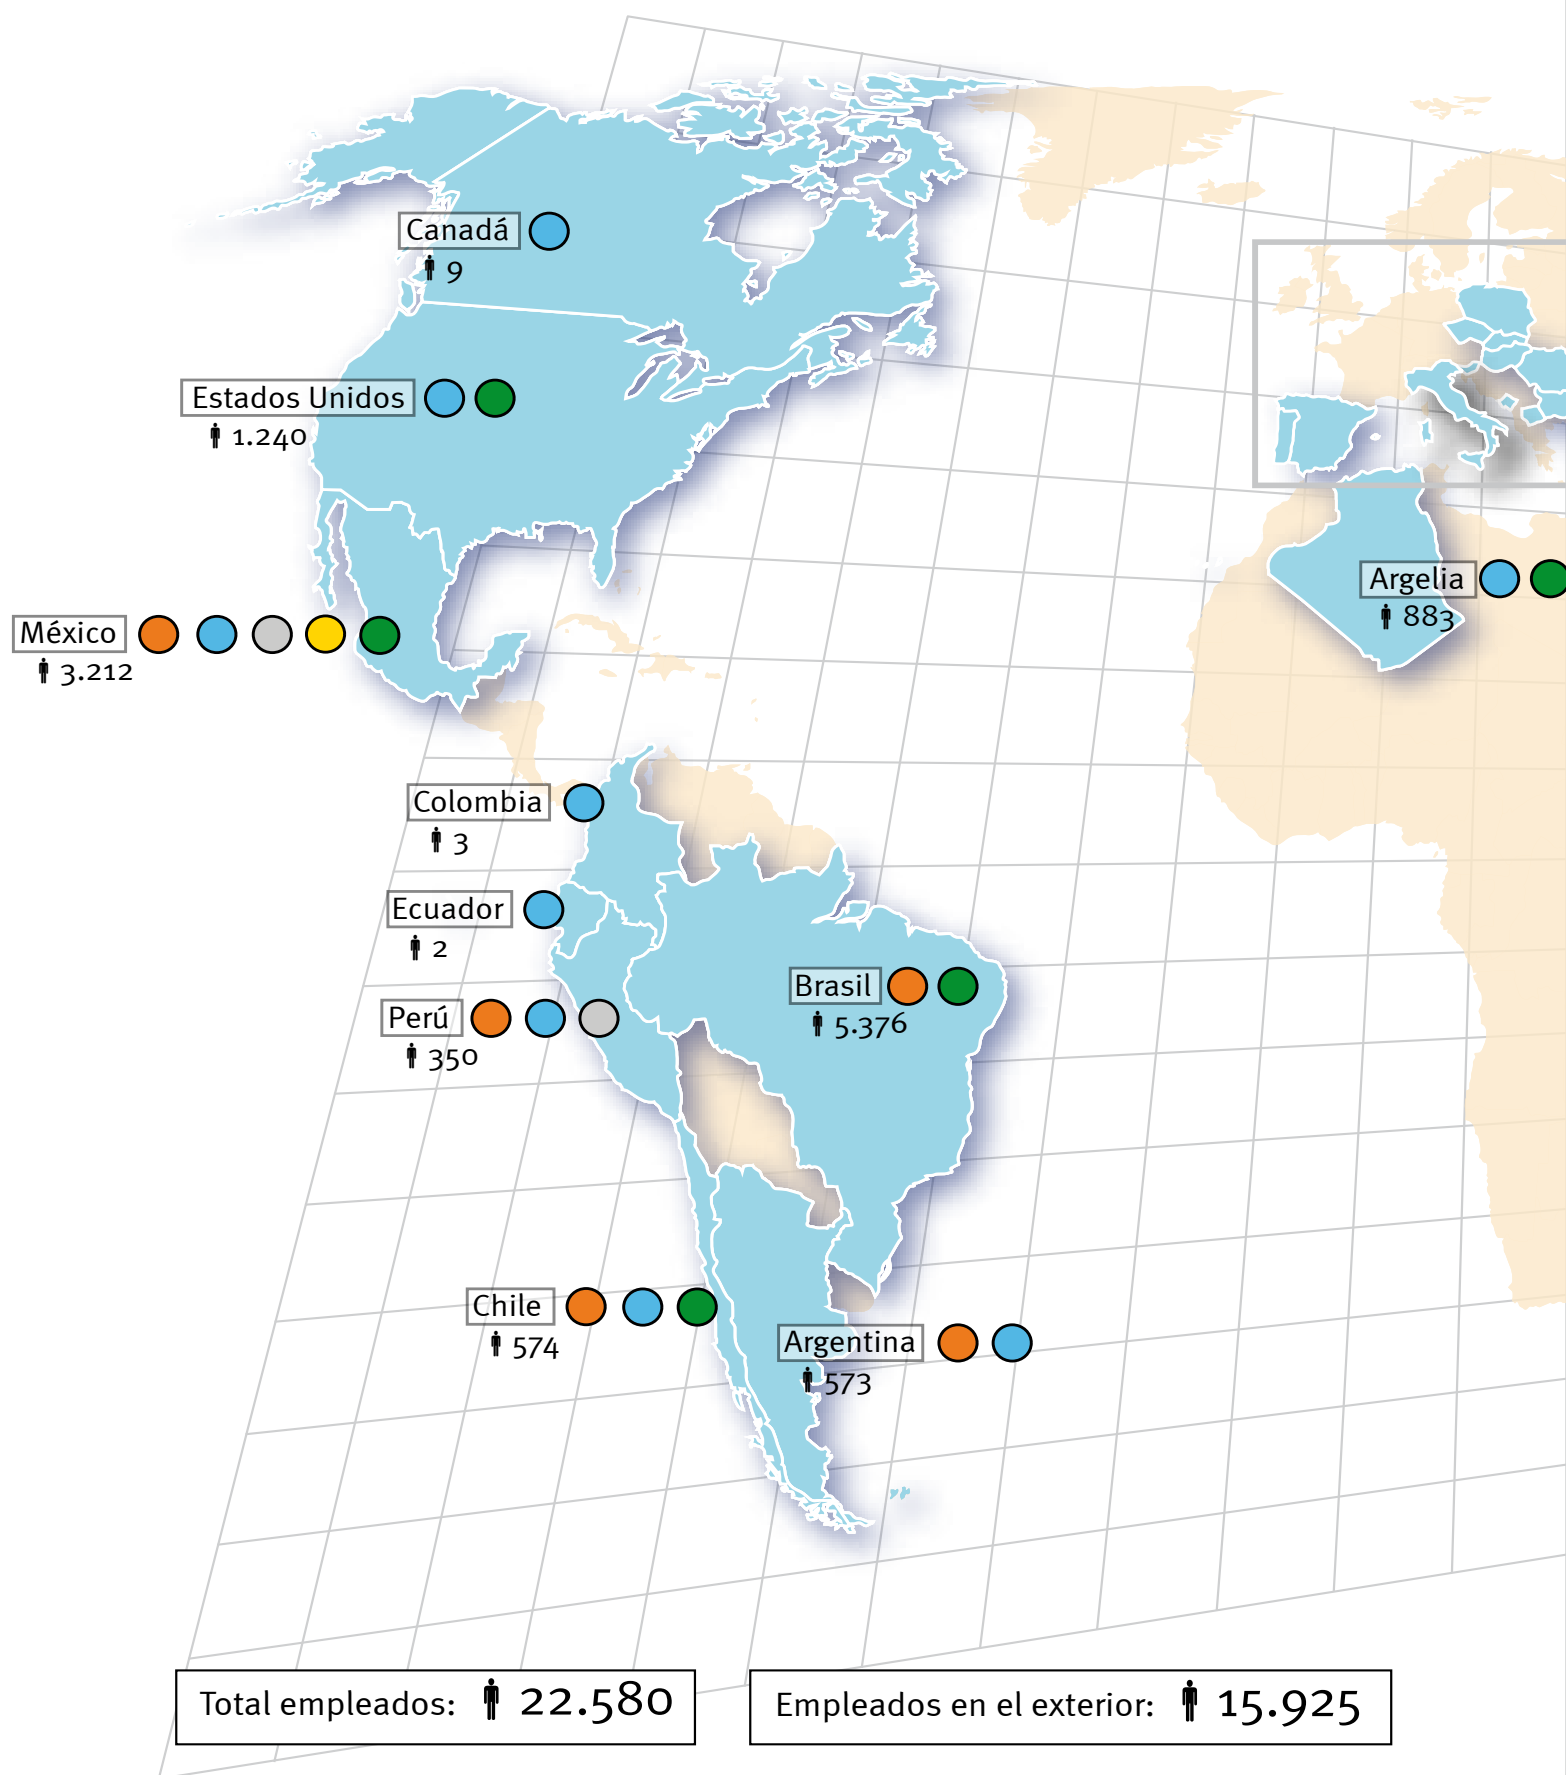 Canadá
9
Estados Unidos
1.240
Argelia
883
México
3.212
Colombia
3
Ecuador
2
Brasil
5.376
Perú
350
Chile
574
Argentina
573
Total empleados: 22.580
Empleados en el exterior: 15.925